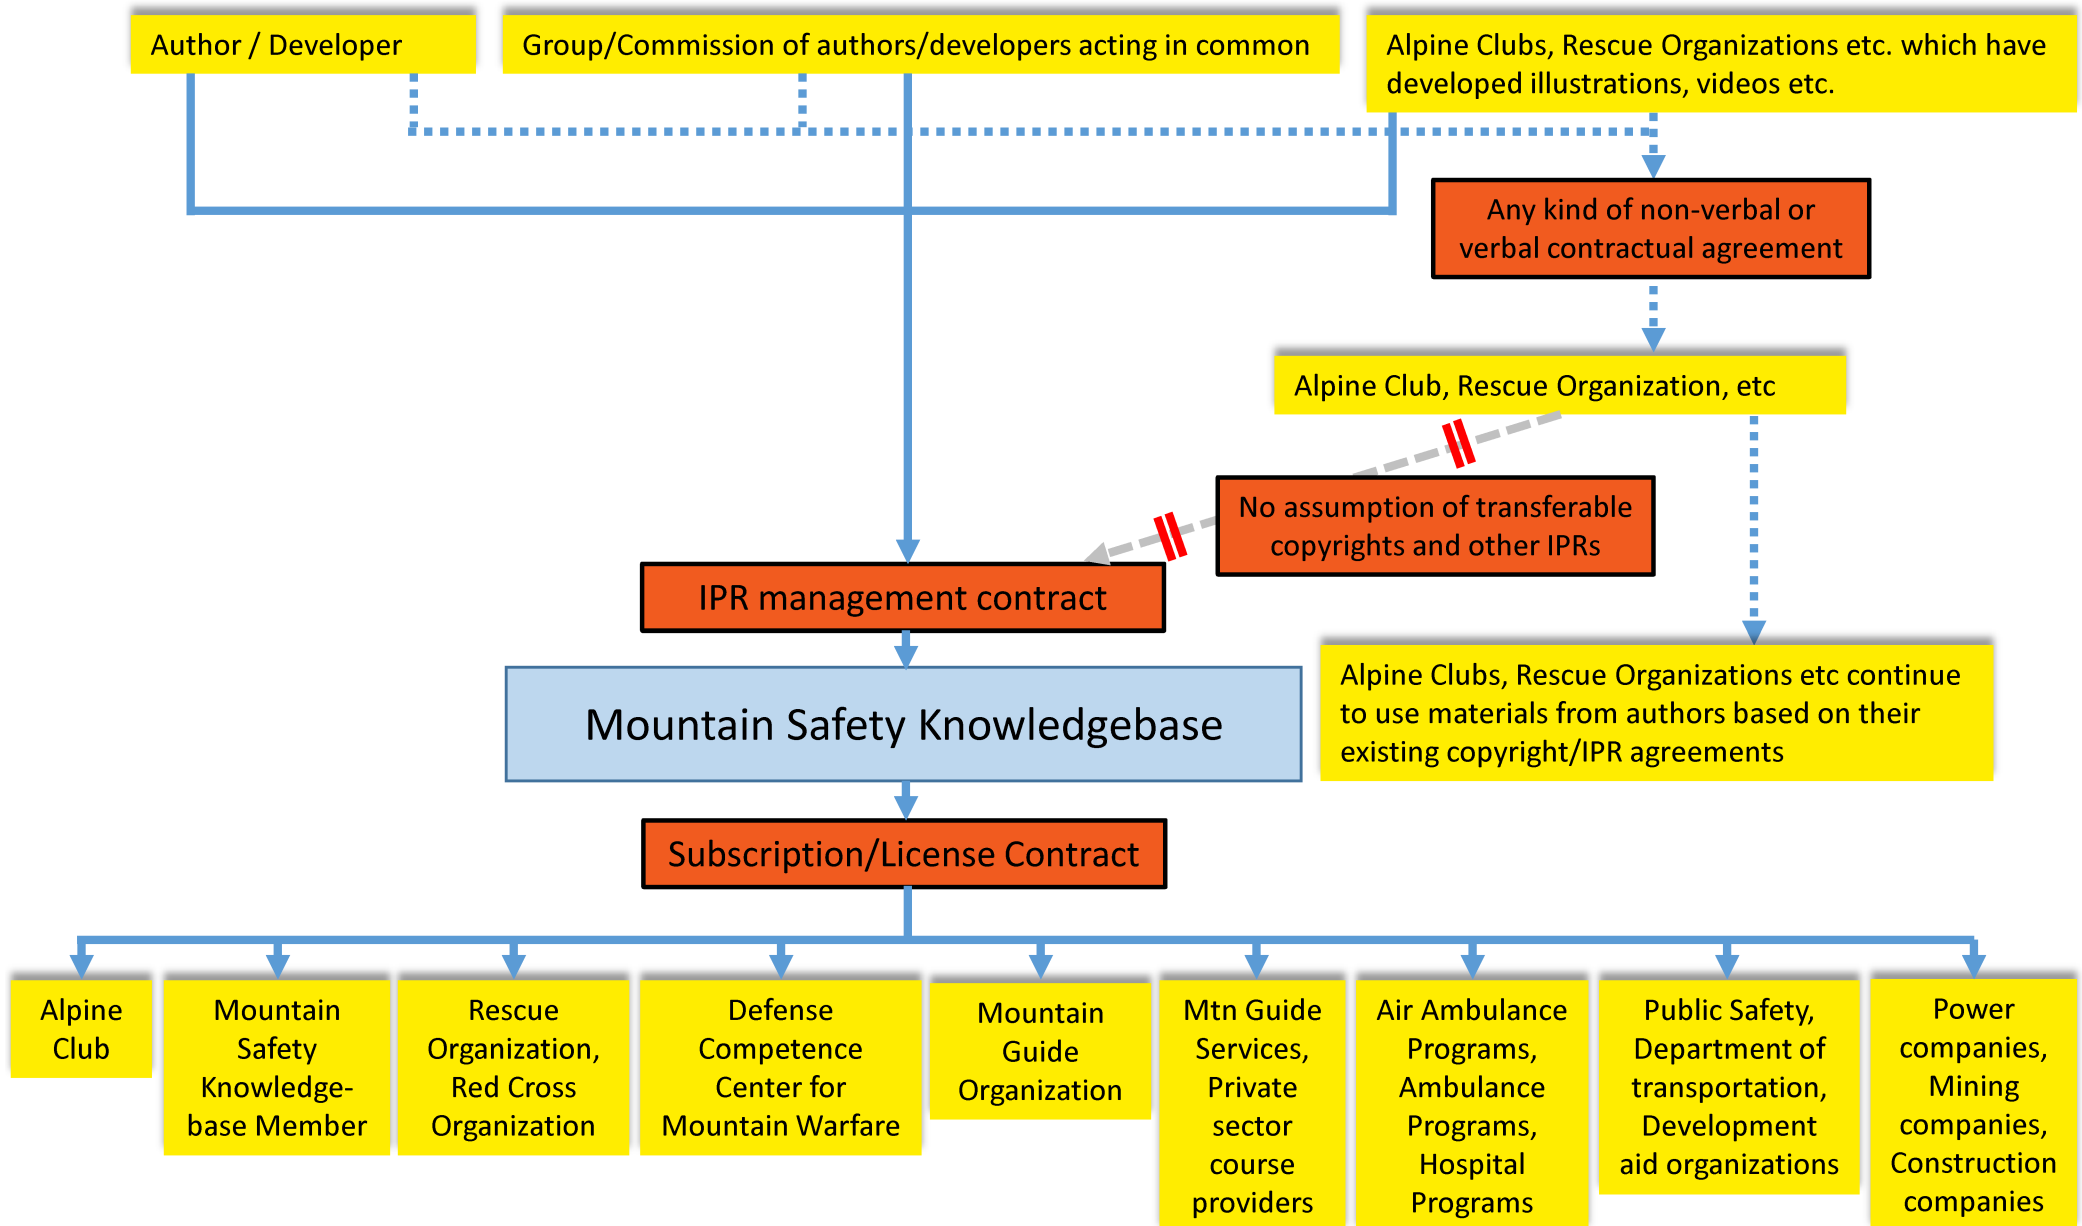 Author / Developer
Group/Commission of authors/developers acting in common
Alpine Clubs, Rescue Organizations etc. which have
developed illustrations, videos etc.
Any kind of non-verbal or
verbal contractual agreement
Alpine Club, Rescue Organization, etc
No assumption of transferable
copyrights and other IPRs
IPR management contract
Mountain Safety Knowledgebase
Alpine Clubs, Rescue Organizations etc continue
to use materials from authors based on their
existing copyright/IPR agreements
Subscription/License Contract
Alpine
Club
Mountain
Safety
Knowledge-
base Member
Rescue
Organization,
Red Cross
Organization
Defense
Competence
Center for
Mountain Warfare
Mountain
Guide
Organization
Mtn Guide
Services,
Private
sector
course
providers
Air Ambulance
Programs,
Ambulance
Programs,
Hospital
Programs
Public Safety,
Department of
transportation,
Development
aid organizations
Power
companies,
Mining
companies,
Construction
companies